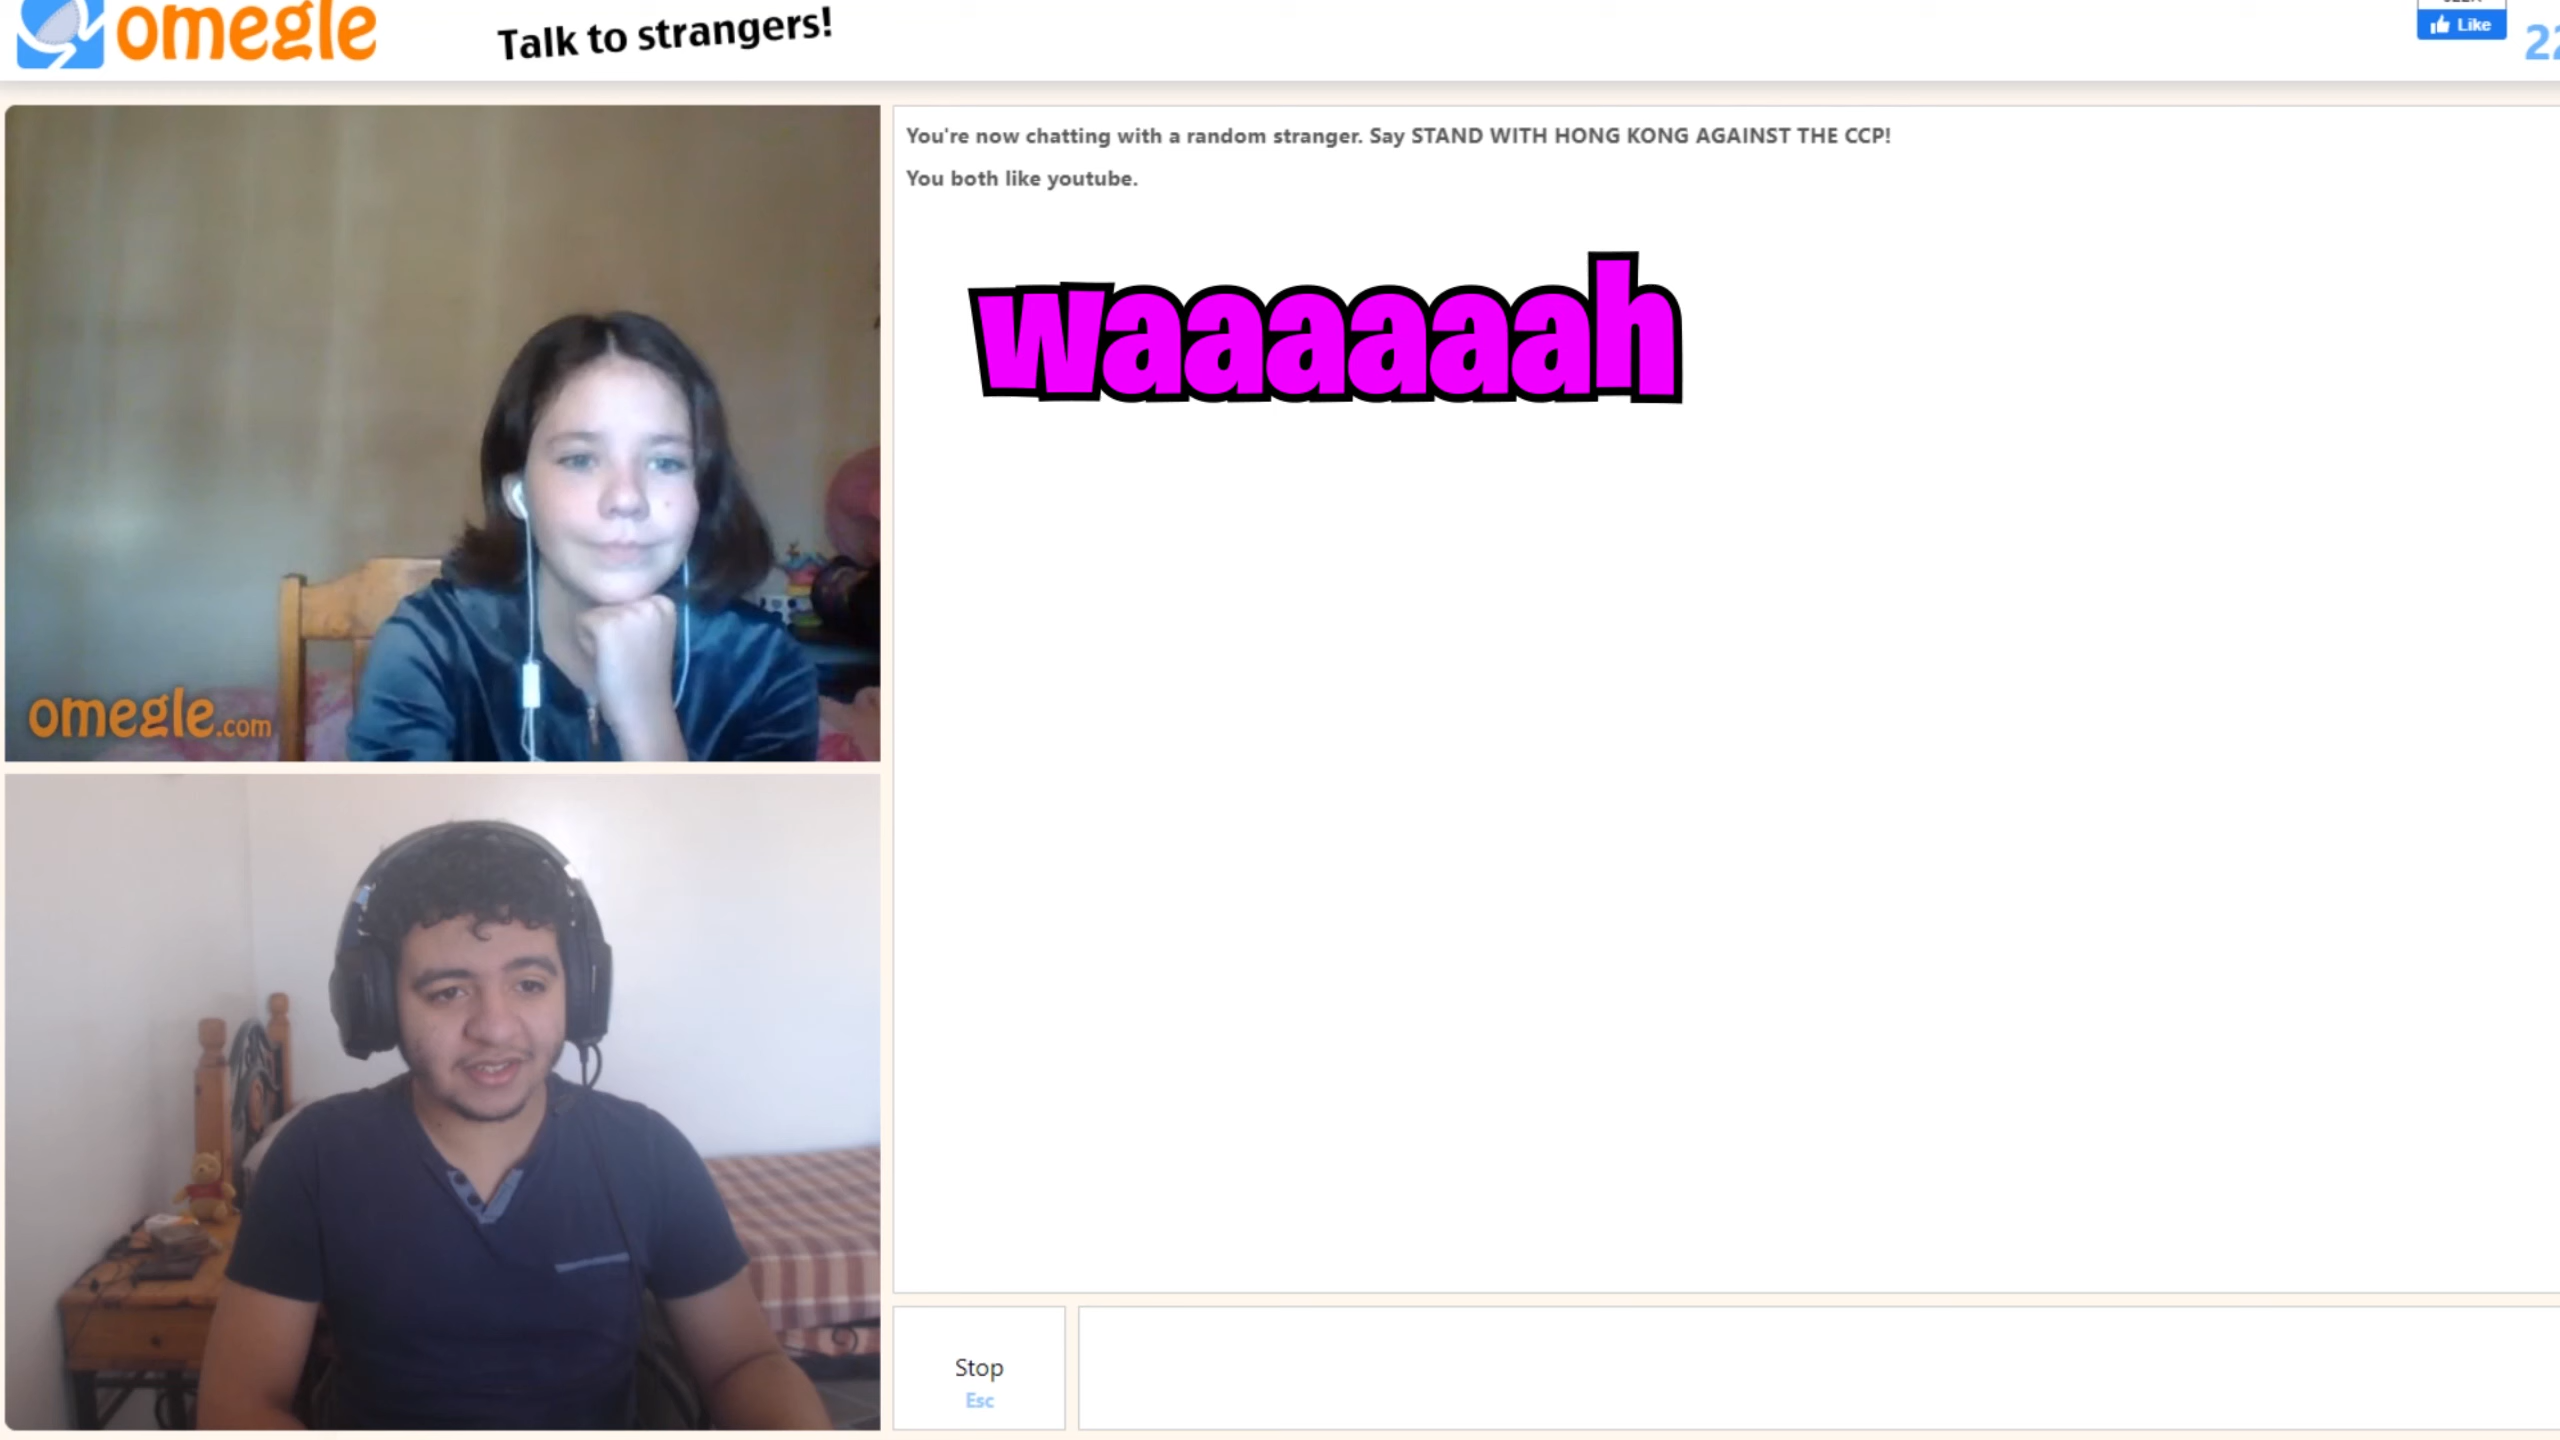 omegle
Talk to strangers!
Like
22
You're now chatting with a random stranger. Say STAND WITH HONG KONG AGAINST THE CCP!
You both like youtube.
waaaaaah
omegle.com
Stop
Esc